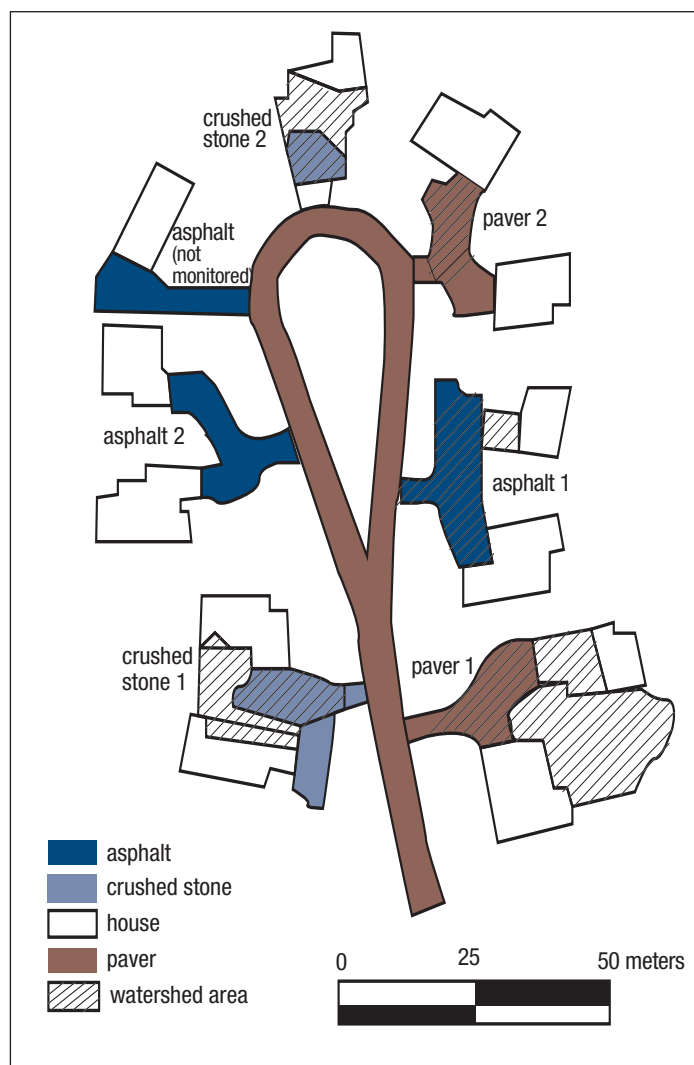 crushed
stone 2
paver 2
asphalt
(not
monitored)
asphalt 2
asphalt 1
crushed
stone 1
paver 1
asphalt
crushed stone
house
paver
watershed area
0 25 50 meters